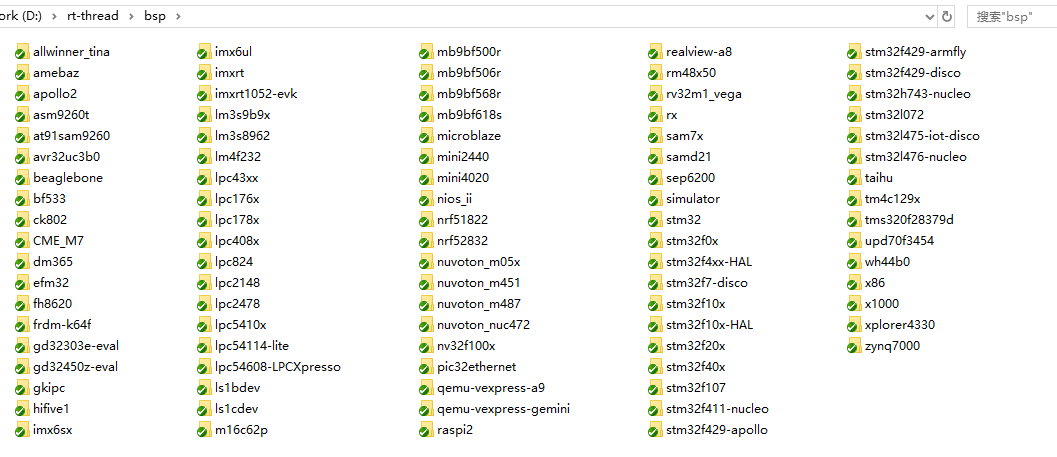 ork (D:) › rt-thread › bsp ›
搜索"bsp"
allwinner_tina
amebaz
apollo2
asm9260t
at91sam9260
avr32uc3b0
beaglebone
bf533
ck802
CME_M7
dm365
efm32
fh8620
frdm-k64f
gd32303e-eval
gd32450z-eval
gkipc
hifive1
imx6sx
imx6ul
imxrt
imxrt1052-evk
lm3s9b9x
lm3s8962
lm4f232
lpc43xx
lpc176x
lpc178x
lpc408x
lpc824
lpc2148
lpc2478
lpc5410x
lpc54114-lite
lpc54608-LPCXpresso
ls1bdev
ls1cdev
m16c62p
mb9bf500r
mb9bf506r
mb9bf568r
mb9bf618s
microblaze
mini2440
mini4020
nios_ii
nrf51822
nrf52832
nuvoton_m05x
nuvoton_m451
nuvoton_m487
nuvoton_nuc472
nv32f100x
pic32ethernet
qemu-vexpress-a9
qemu-vexpress-gemini
raspi2
realview-a8
rm48x50
rv32m1_vega
rx
sam7x
samd21
sep6200
simulator
stm32
stm32f0x
stm32f4xx-HAL
stm32f7-disco
stm32f10x
stm32f10x-HAL
stm32f20x
stm32f40x
stm32f107
stm32f411-nucleo
stm32f429-apollo
stm32f429-armfly
stm32f429-disco
stm32h743-nucleo
stm32l072
stm32l475-iot-disco
stm32l476-nucleo
taihu
tm4c129x
tms320f28379d
upd70f3454
wh44b0
x86
x1000
xplorer4330
zynq7000